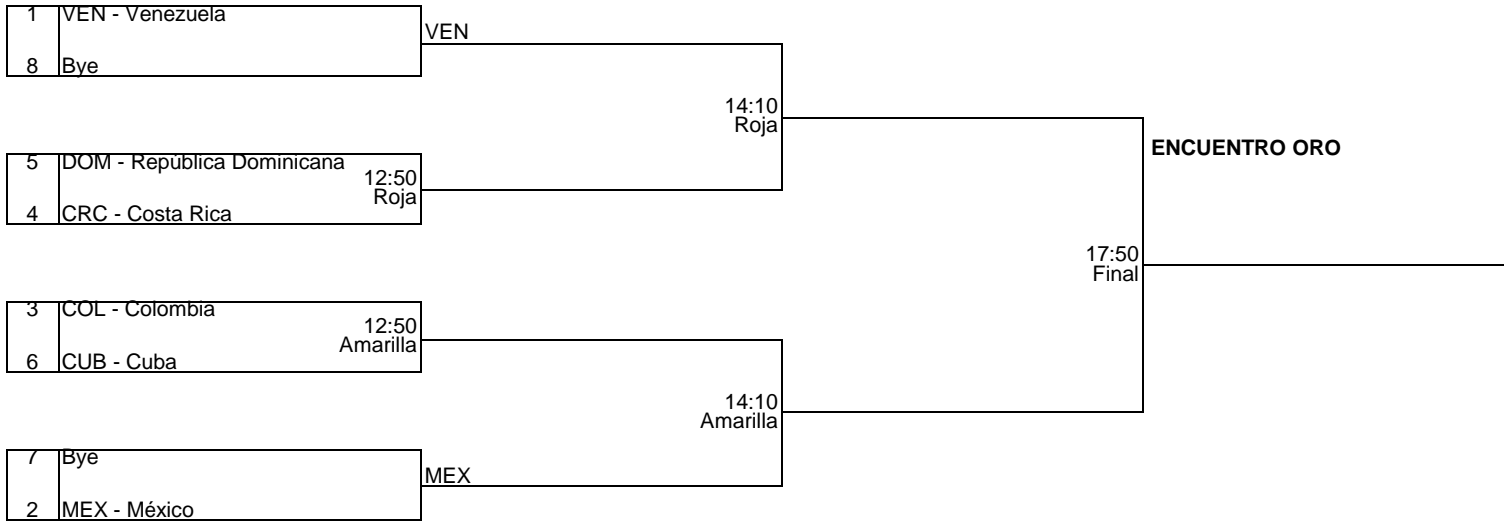 1 VEN - Venezuela
VEN
8 Bye
14:10
Roja
ENCUENTRO ORO
5 DOM - República Dominicana
12:50
Roja
4 CRC - Costa Rica
17:50
Final
3 COL - Colombia
12:50
Amarilla
6 CUB - Cuba
14:10
Amarilla
7 Bye
MEX
2 MEX - México